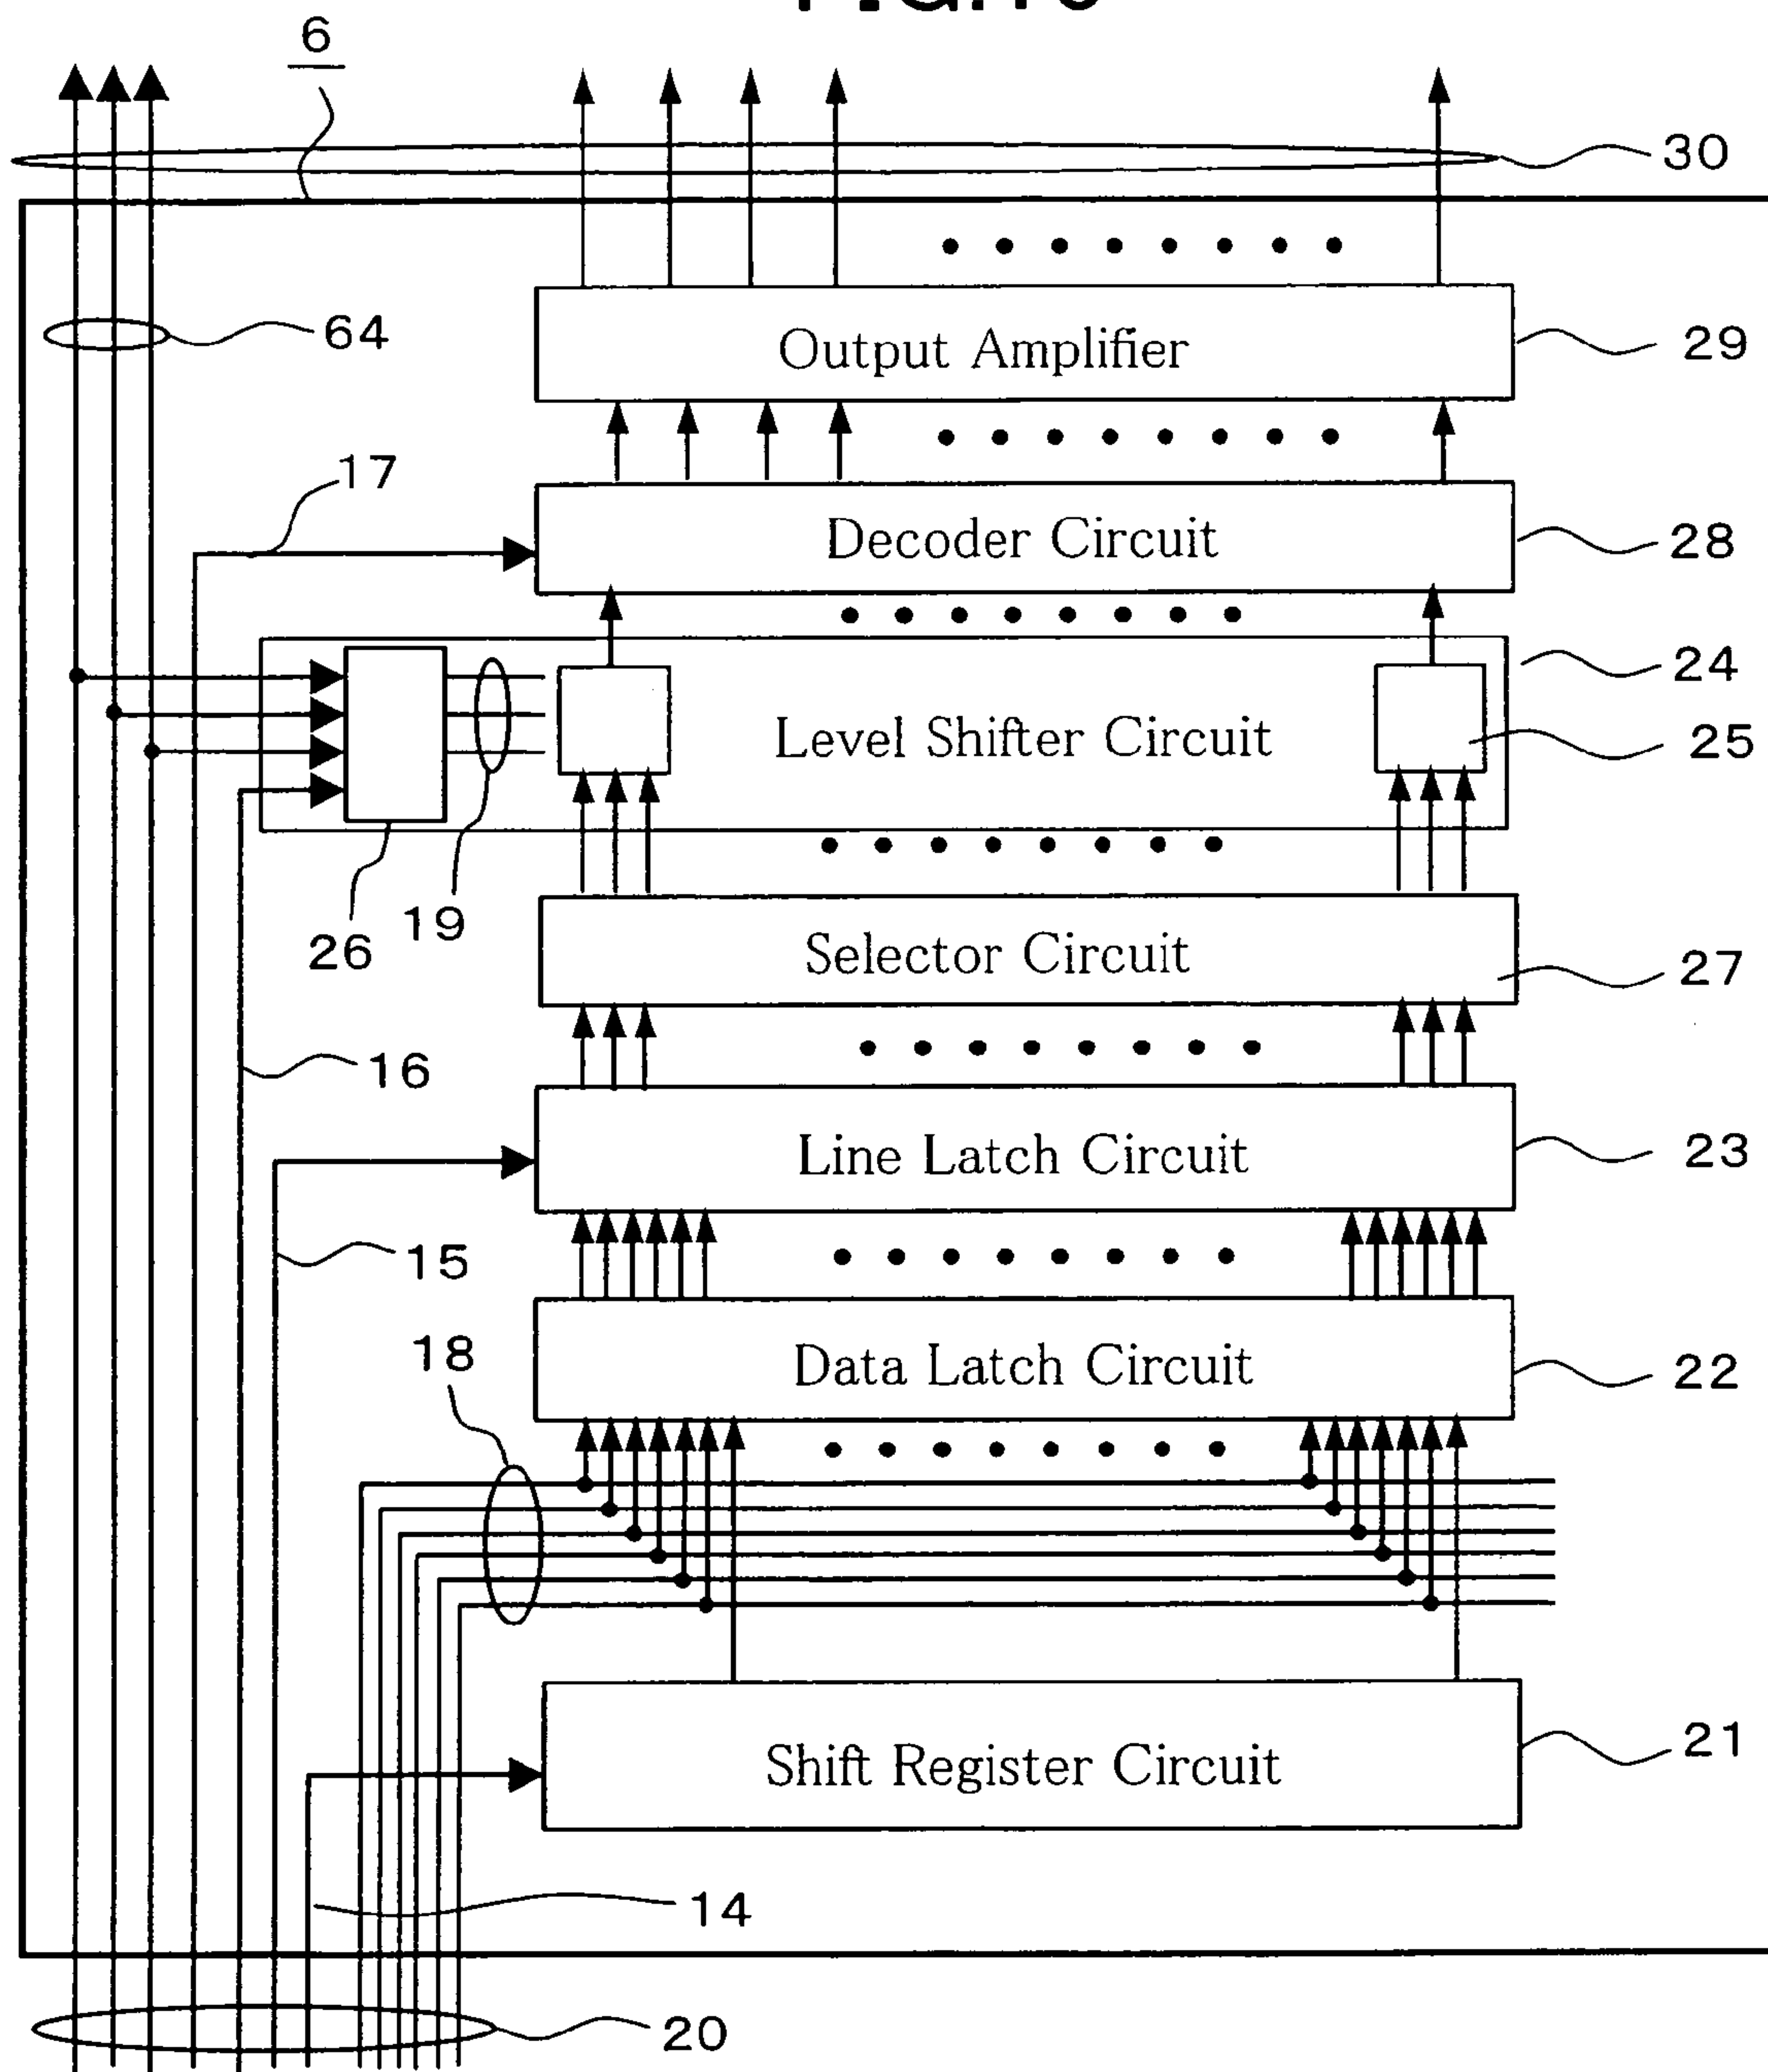 6
30
64
Output Amplifier
29
17
Decoder Circuit
28
24
Level Shifter Circuit
25
19
26
Selector Circuit
27
16
Line Latch Circuit
23
15
18
Data Latch Circuit
22
Shift Register Circuit
21
14
20